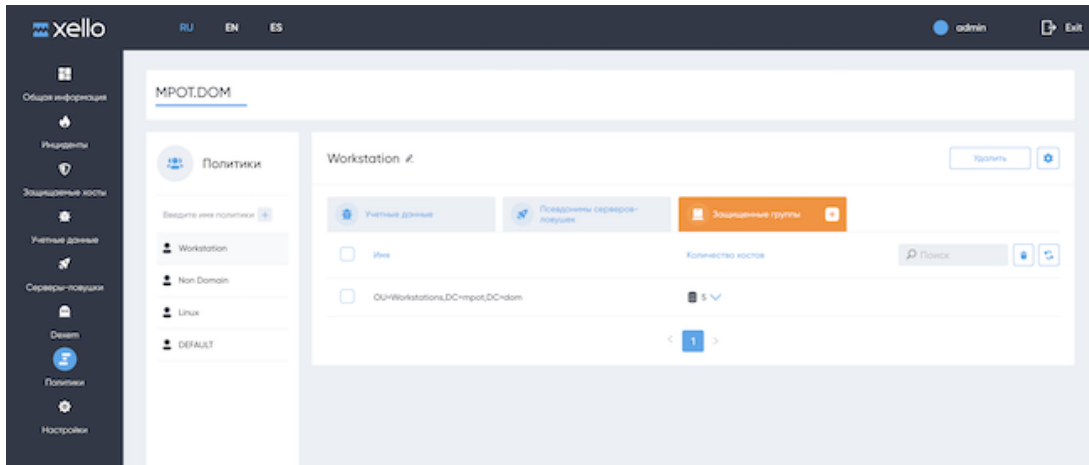 xello
RU EN ES
admin
Exit
Общая информация
Инциденты
Защищаемые хосты
Учетные данные
Серверы-ловушки
Dexem
Политики
Настройки
MPOT.DOM
Политики
Введите имя политики
Workstation
Non Domain
Linux
DEFAULT
Workstation
Удалить
Учетные данные
Псевдонимы серверов-
ловушек
Защищенные группы
Имя
Количество хостов
Поиск
OU=Workstations,DC=mpot,DC=dom
5
1